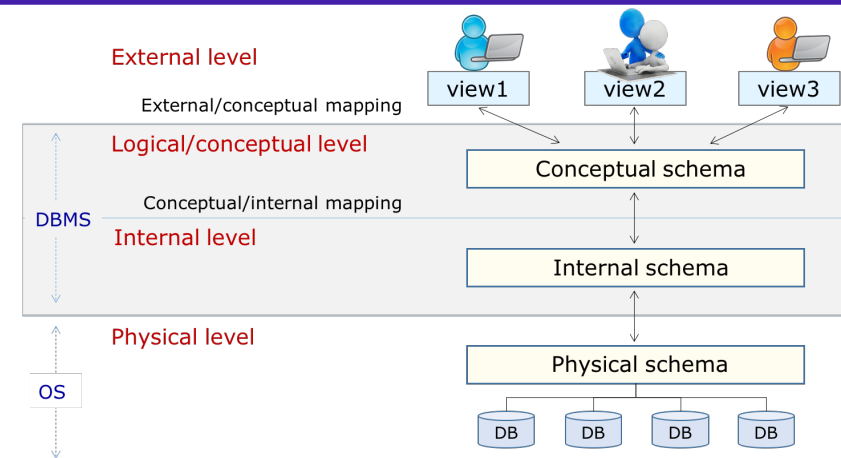 External level
view1
view2
view3
External/conceptual mapping
Logical/conceptual level
Conceptual schema
Conceptual/internal mapping
DBMS
Internal level
Internal schema
Physical level
Physical schema
OS
DB
DB
DB
DB